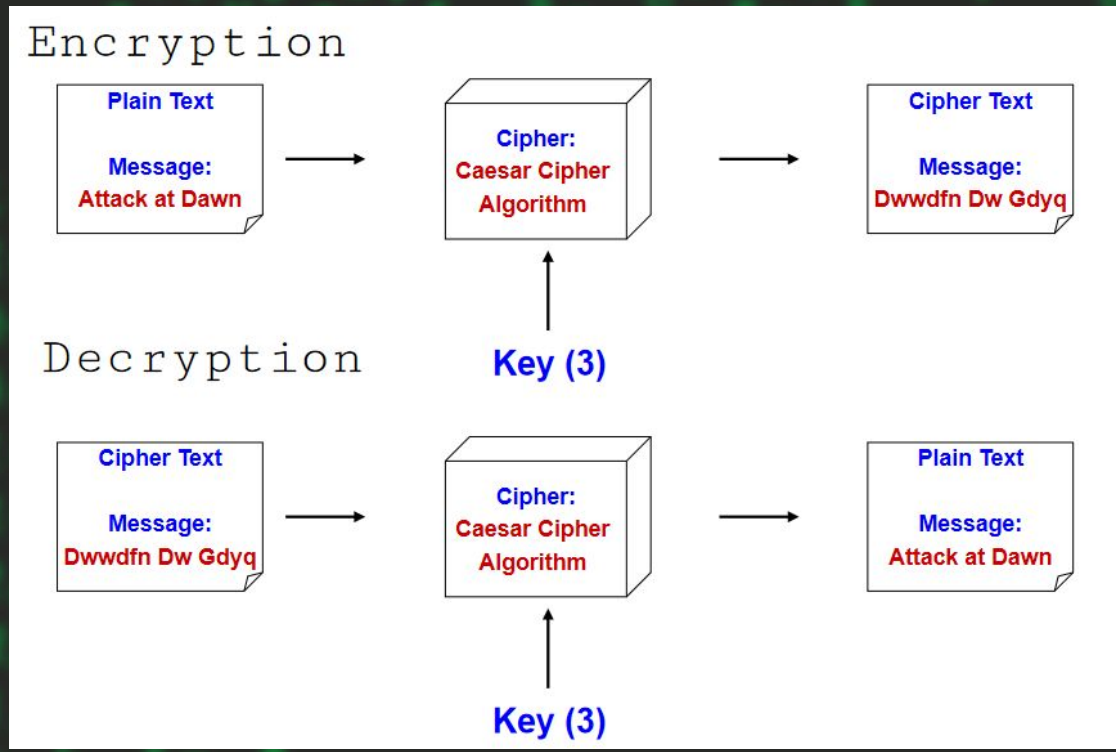 Encryption
Plain Text
Message:
Attack at Dawn
Cipher:
Caesar Cipher
Algorithm
Cipher Text
Message:
Dwwdfn Dw Gdyq
Key (3)
Decryption
Cipher Text
Message:
Dwwdfn Dw Gdyq
Cipher:
Caesar Cipher
Algorithm
Plain Text
Message:
Attack at Dawn
Key (3)